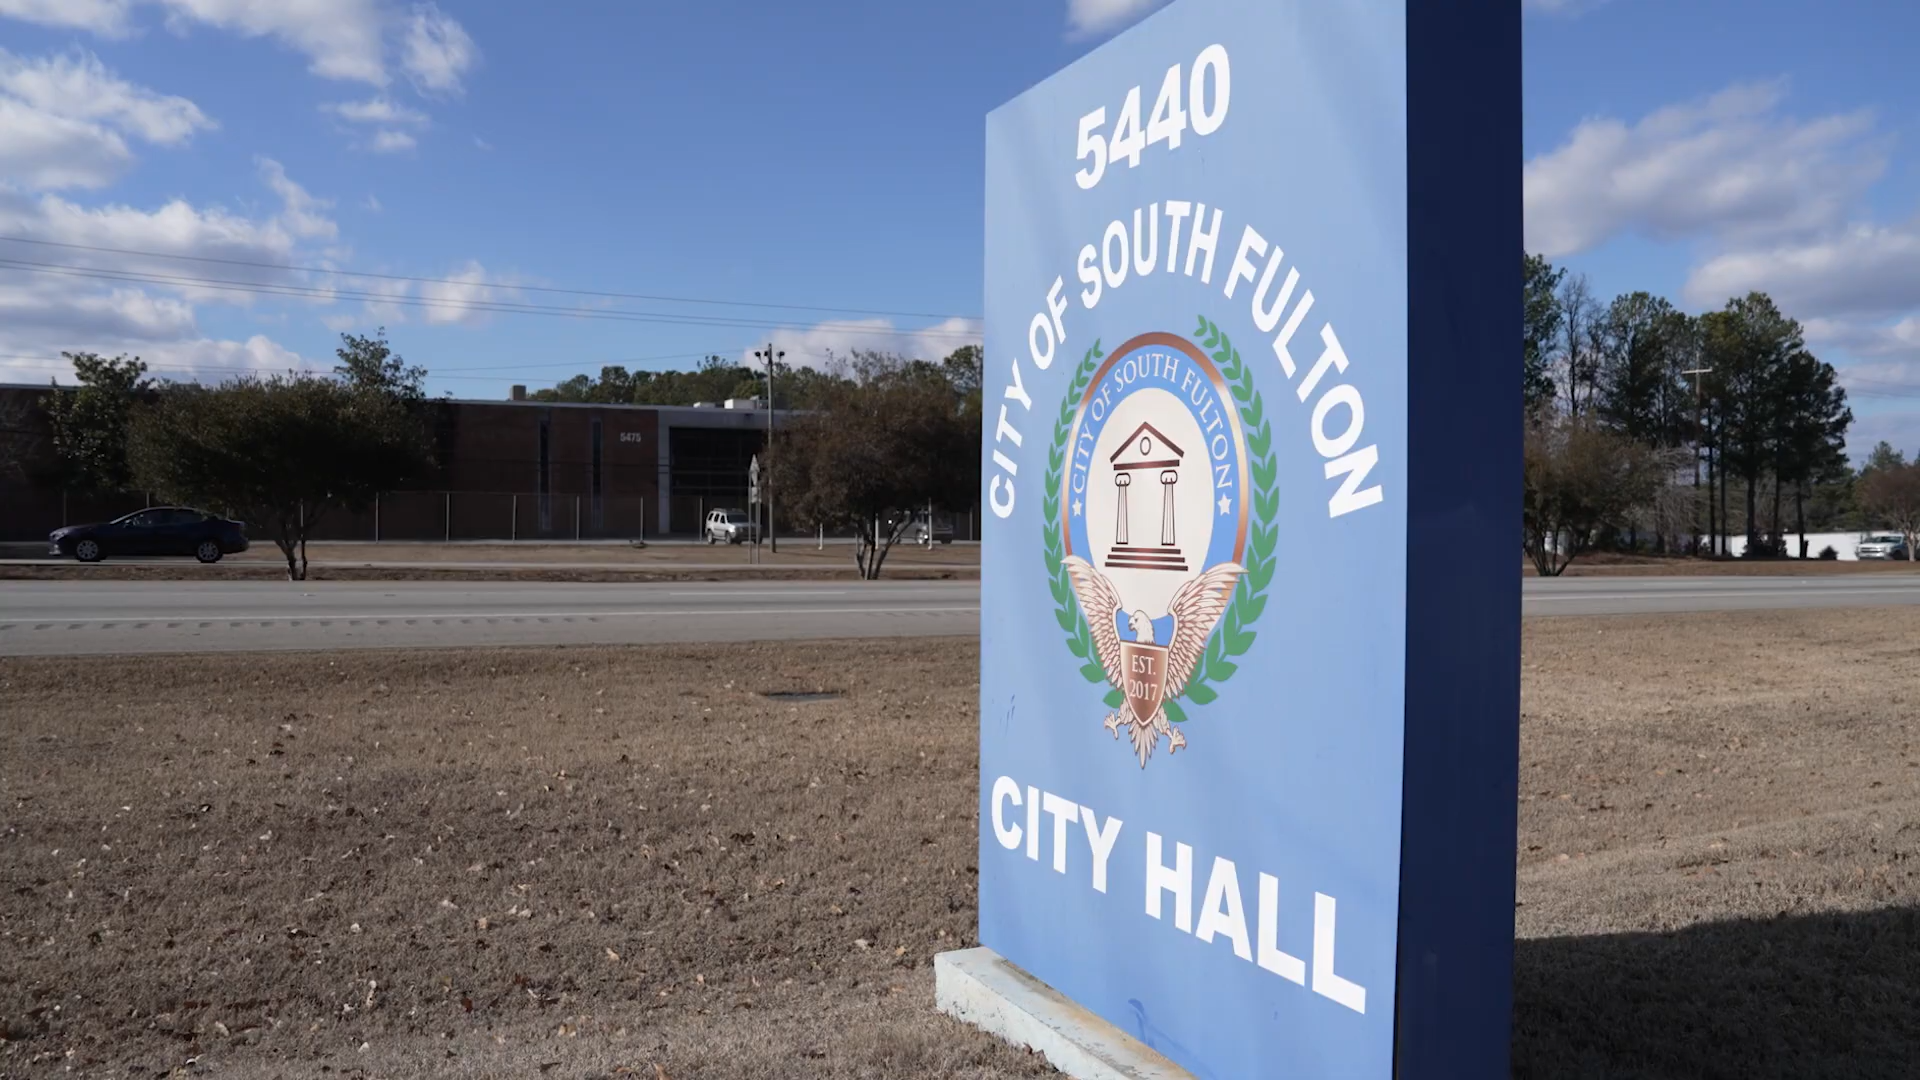 5440
CITY OF SOUTH FULTON
CITY OF SOUTH FULTON
EST.
2017
CITY HALL
5475